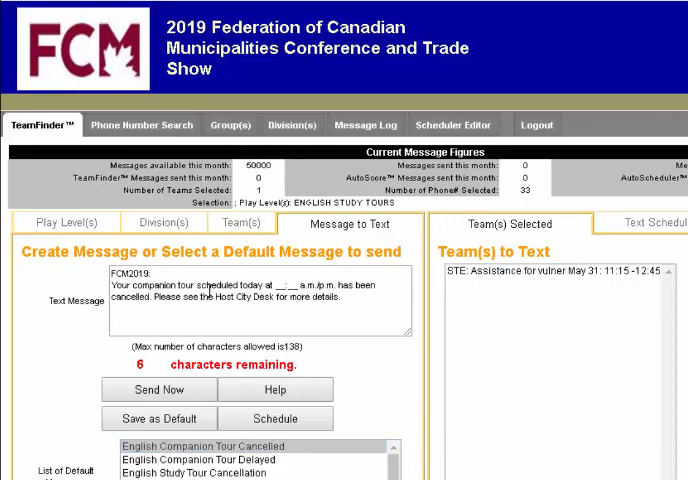 FCM
2019 Federation of Canadian
Municipalities Conference and Trade
Show
TeamFinder™ Phone Number Search Group(s) Division(s) Message Log Scheduler Editor Logout
Current Message Figures
Messages available this month: 50000 Messages sent this month: 0 Me
TeamFinder™ Messages sent this month: 0 AutoScore™ Messages sent this month: 0 AutoScheduler™
Number of Teams Selected: 1 Number of Phone# Selected: 33
Selection: ; Play Level(s): ENGLISH STUDY TOURS
Play Level(s) Division(s) Team(s) Message to Text Team(s) Selected Text Schedul
Create Message or Select a Default Message to send Team(s) to Text
FCM2019:
Your companion tour scheduled today at __:__ a.m./p.m. has been
cancelled. Please see the Host City Desk for more details.
Text Message
STE: Assistance for vulner May 31: 11:15 -12:45
(Max number of characters allowed is138)
6 characters remaining.
Send Now Help
Save as Default Schedule
English Companion Tour Cancelled
English Companion Tour Delayed
English Study Tour Cancellation
List of Default